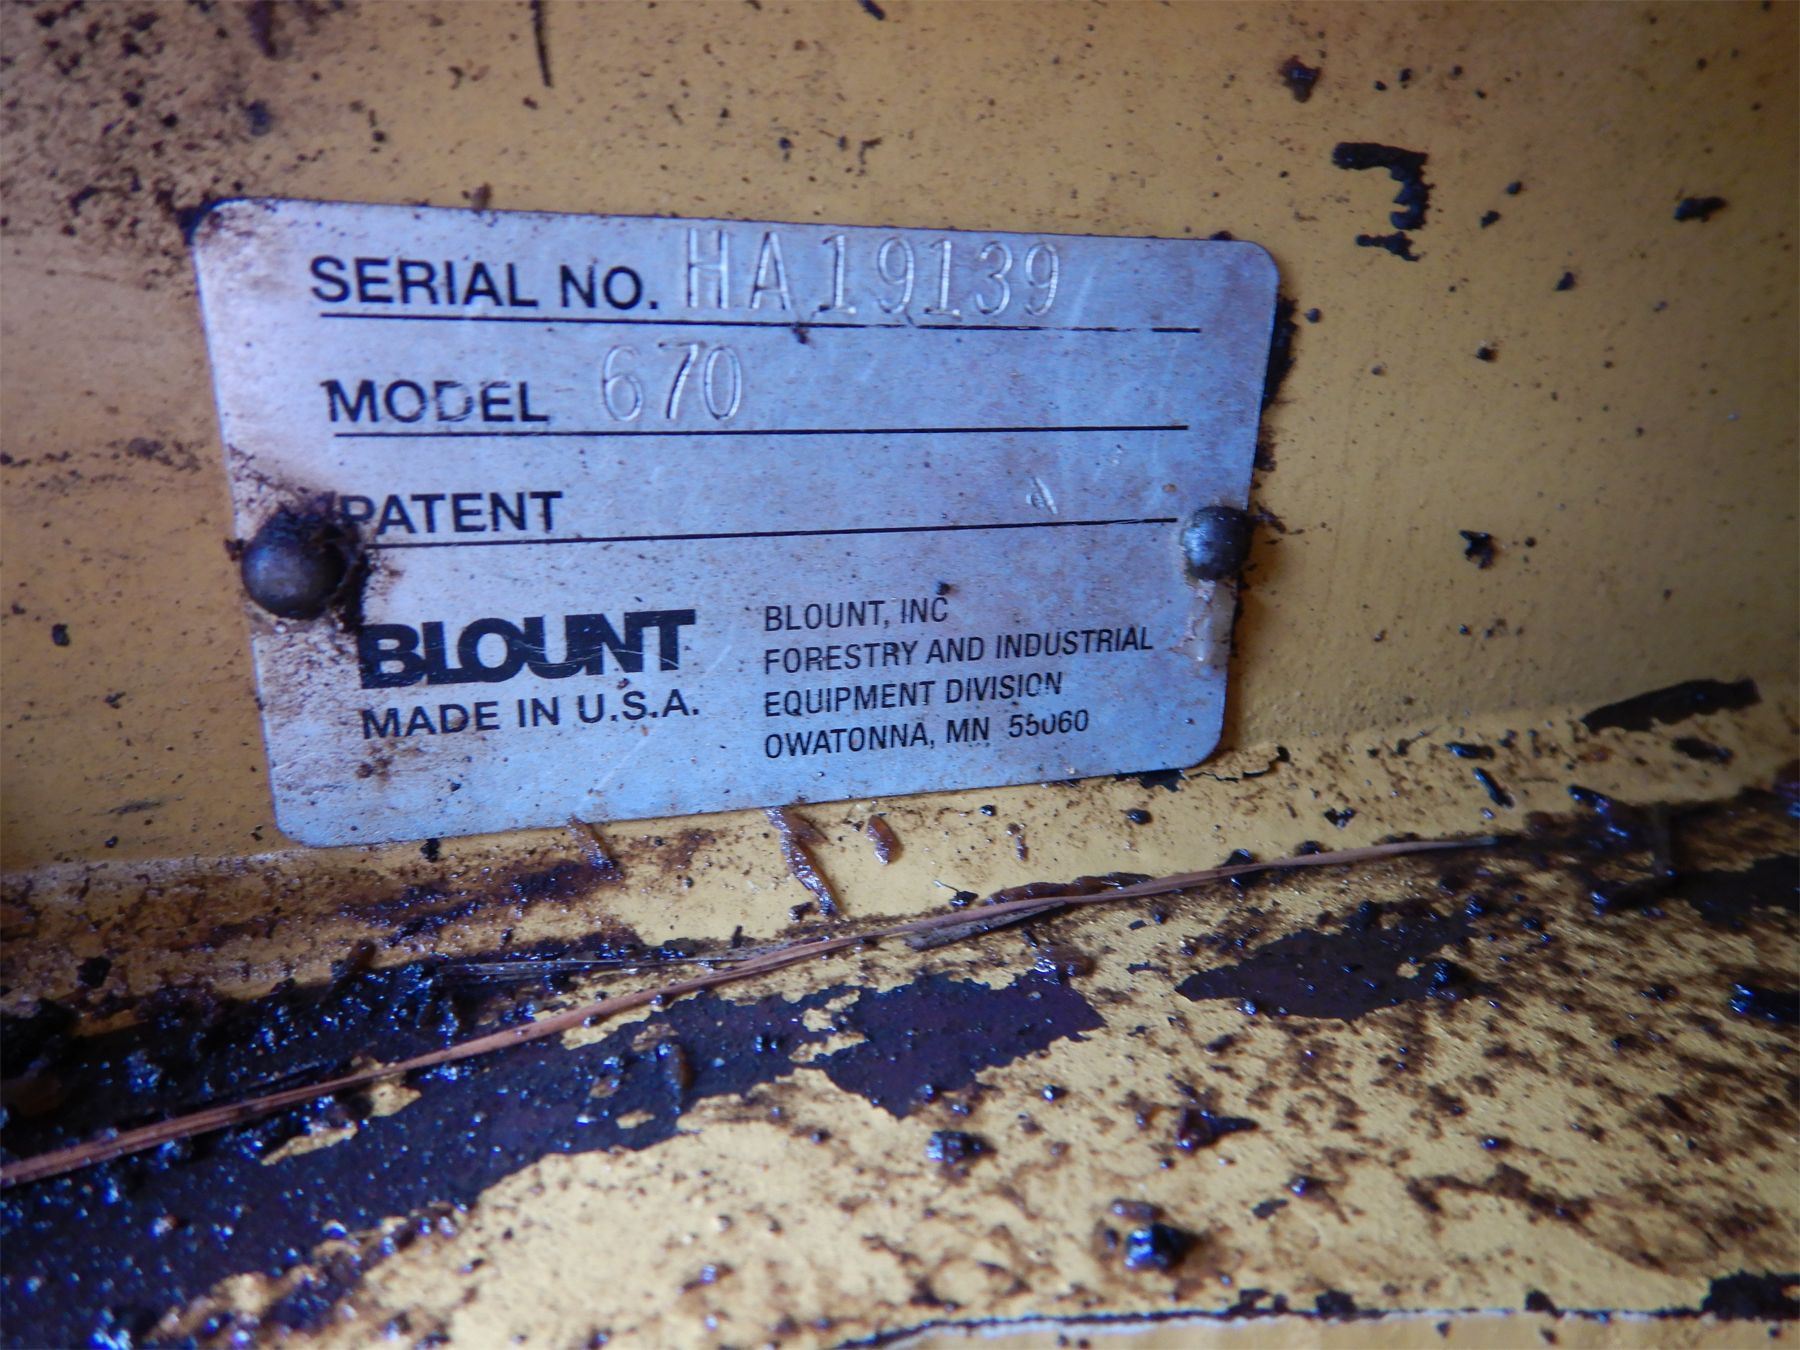 SERIAL NO. HA19139
MODEL 670
PATENT
BLOUNT
MADE IN U.S.A.
BLOUNT, INC
FORESTRY AND INDUSTRIAL
EQUIPMENT DIVISION
OWATONNA, MN 55060